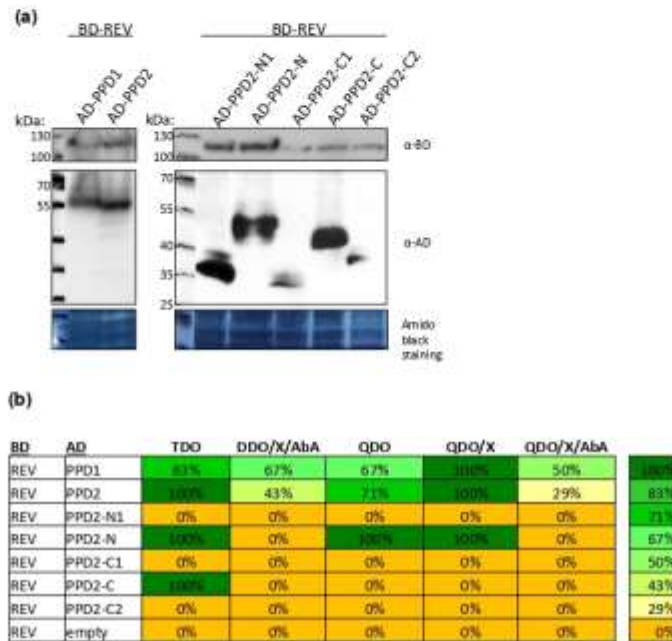 (a)
BD-REV
BD-REV
AD-PPD1
AD-PPD2
AD-PPD2-N1
AD-PPD2-N
AD-PPD2-C1
AD-PPD2-C
AD-PPD2-C2
kDa:
kDa:
130
100
130
100
α-BD
70
55
70
55
40
35
25
α-AD
Amido
black
staining
(b)
BD AD TDO DDO/X/AbA QDO QDO/X QDO/X/AbA
REV PPD1 83% 67% 67% 100% 50% 100%
REV PPD2 100% 43% 71% 100% 29% 83%
REV PPD2-N1 0% 0% 0% 0% 0% 71%
REV PPD2-N 100% 0% 100% 100% 0% 67%
REV PPD2-C1 0% 0% 0% 0% 0% 50%
REV PPD2-C 100% 0% 0% 0% 0% 43%
REV PPD2-C2 0% 0% 0% 0% 0% 29%
REV empty 0% 0% 0% 0% 0% 0%